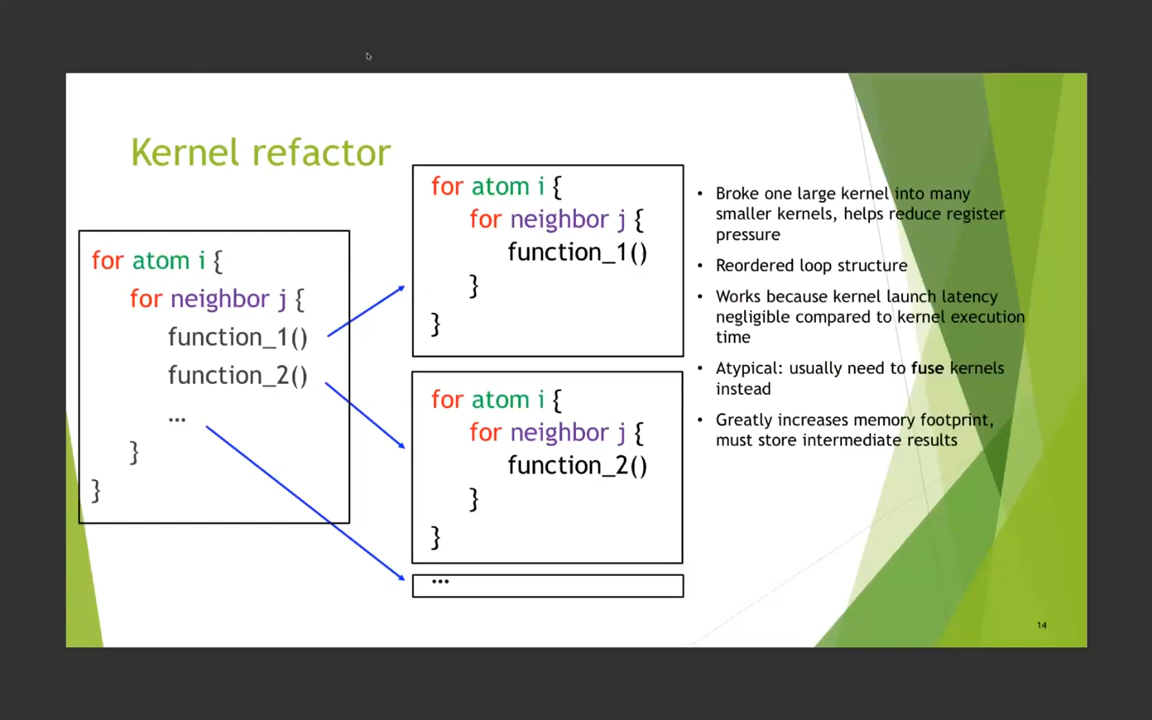 Kernel refactor
for atom i {
for neighbor j {
function_1()
function_2()
...
}
}
for atom i {
for neighbor j {
function_1()
}
}
for atom i {
for neighbor j {
function_2()
}
}
...
• Broke one large kernel into many
smaller kernels, helps reduce register
pressure
• Reordered loop structure
• Works because kernel launch latency
negligible compared to kernel execution
time
• Atypical: usually need to fuse kernels
instead
• Greatly increases memory footprint,
must store intermediate results
14